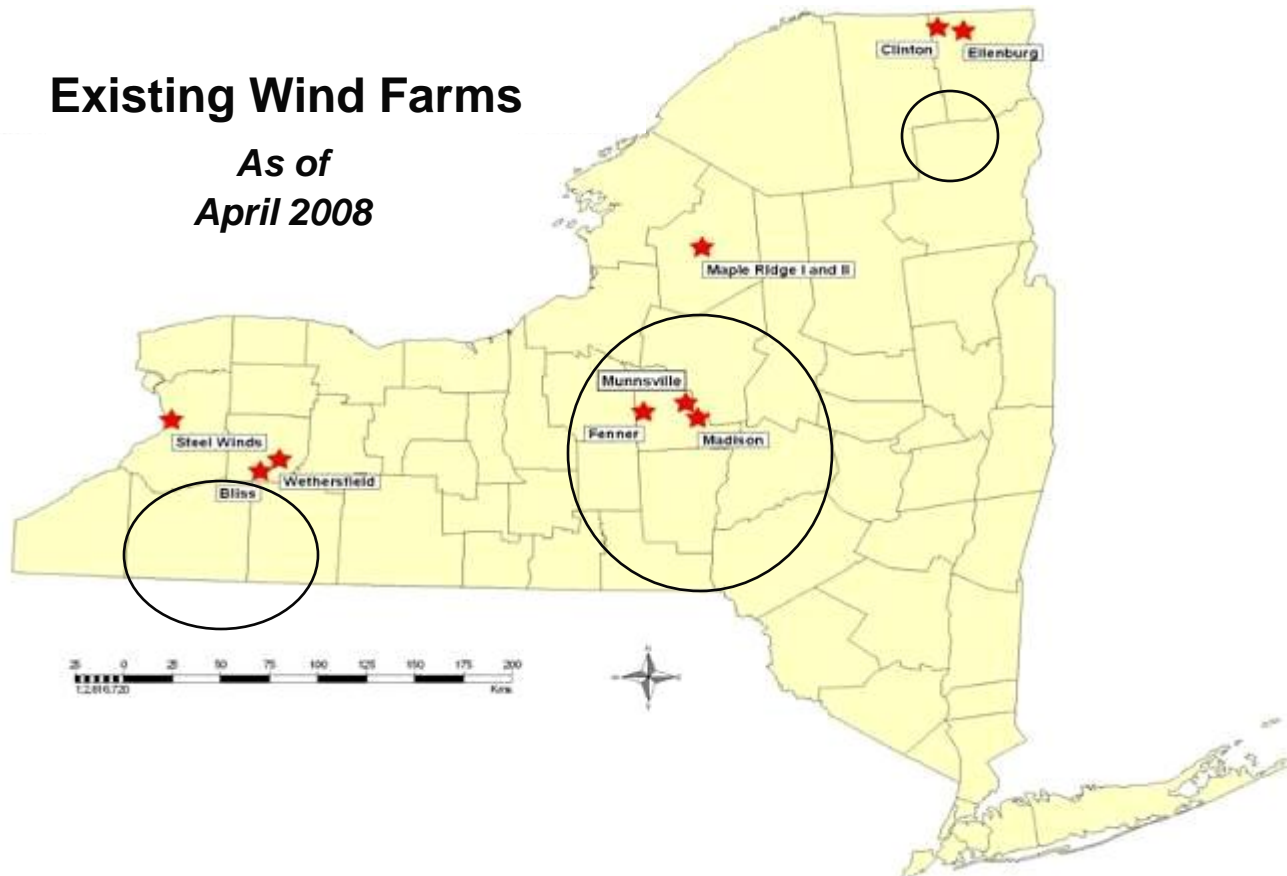 Existing Wind Farms
As of
April 2008
Clinton
Ellenburg
Maple Ridge I and II
Munnsville
Fenner
Madison
Steel Winds
Wethersfield
Bliss
25 0 25 50 75 100 125 150 175 200
Kms